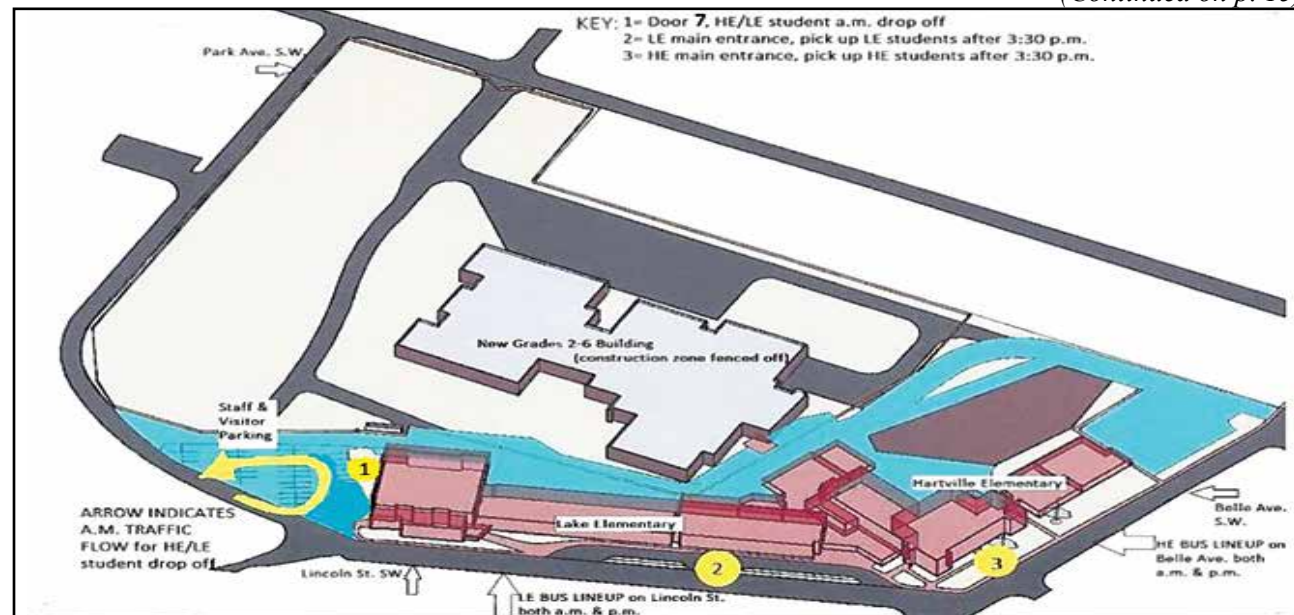 (Continued on p. 
KEY: 1= Door 7, HE/LE student a.m. drop off
2= LE main entrance, pick up LE students after 3:30 p.m.
3= HE main entrance, pick up HE students after 3:30 p.m.
Park Ave. S.W.
New Grades 2-6 Building
(construction zone fenced off)
Staff &
Visitor
Parking
1
Hartville Elementary
Lake Elementary
ARROW INDICATES
A.M. TRAFFIC
FLOW for HE/LE
student drop off
Belle Ave.
S.W.
HE BUS LINEUP on
Belle Ave. both
a.m. & p.m.
2
3
Lincoln St. SW
LE BUS LINEUP on Lincoln St.
both a.m. & p.m.